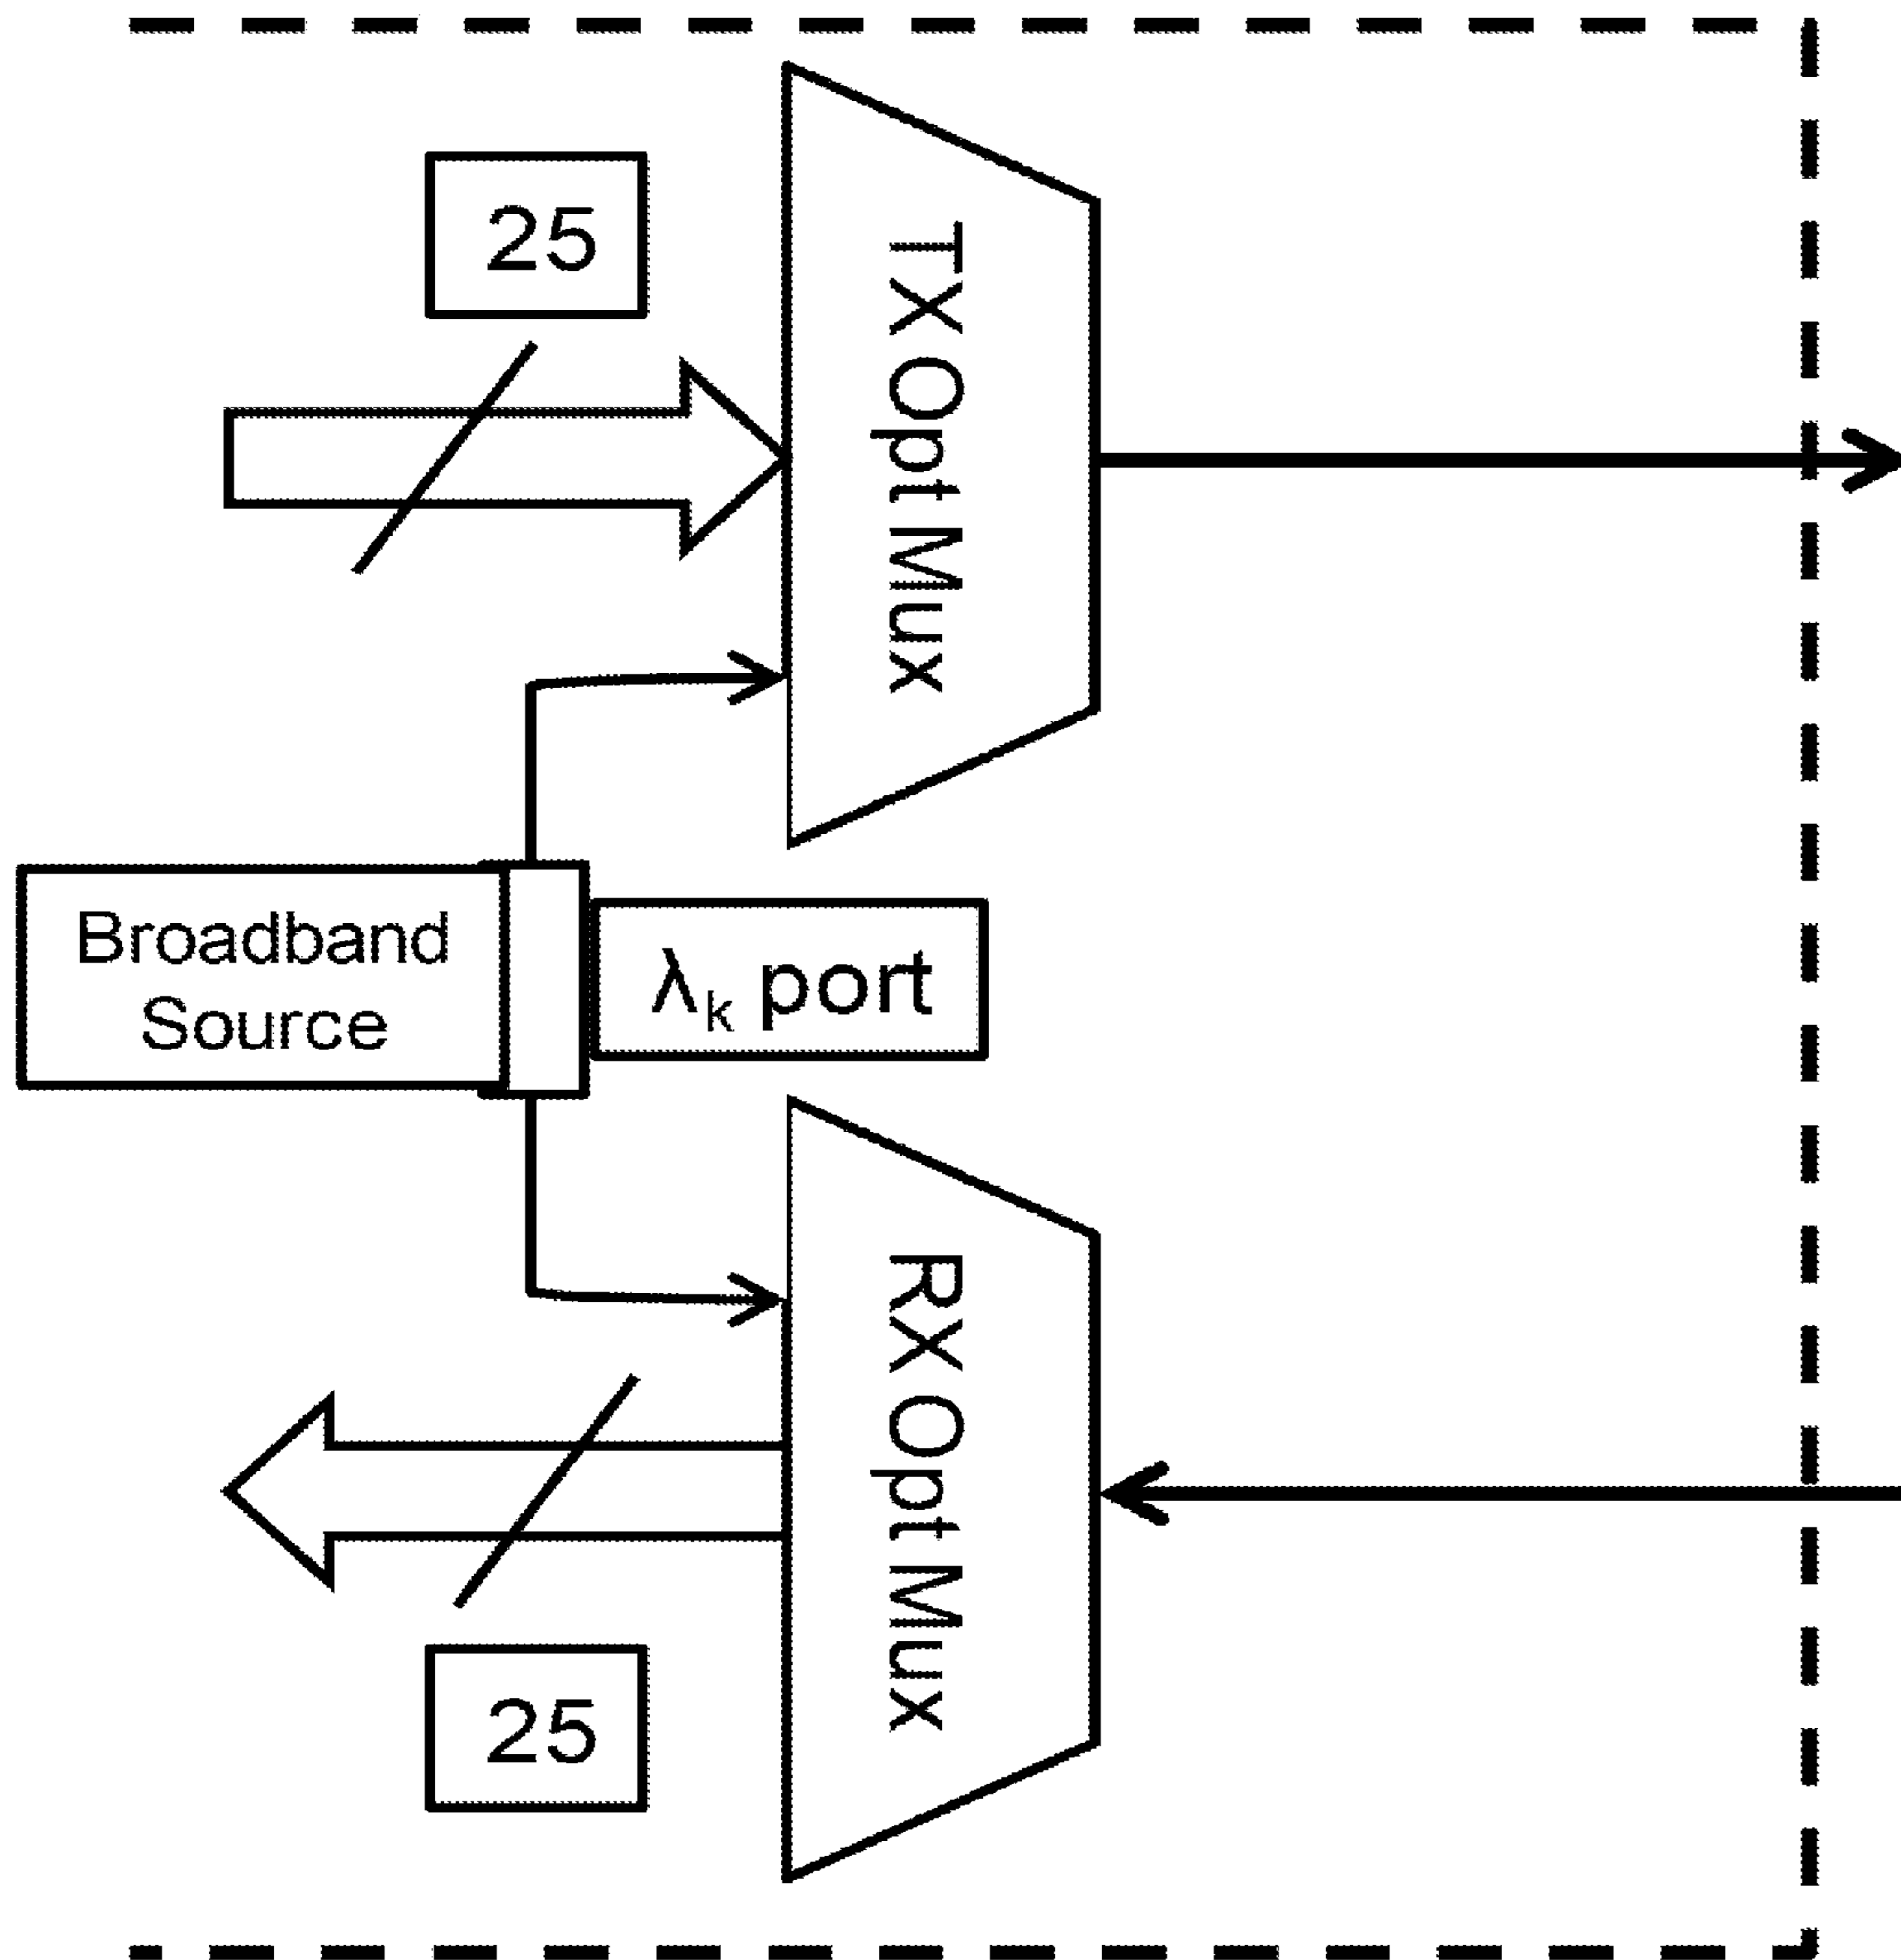 25
TX Opt Mux
Broadband
Source
λₖ port
RX Opt Mux
25